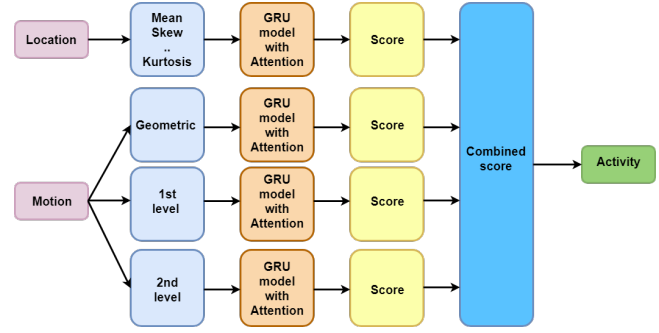 Location
Mean
Skew
..
Kurtosis
GRU
model
with
Attention
Score
Motion
Geometric
GRU
model
with
Attention
Score
1st
level
GRU
model
with
Attention
Score
2nd
level
GRU
model
with
Attention
Score
Combined
score
Activity